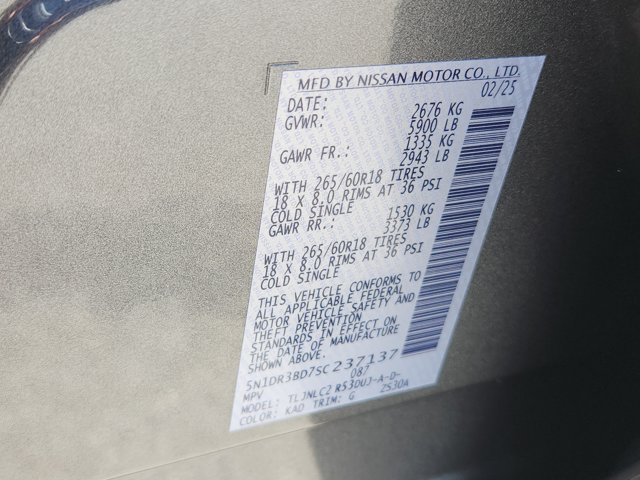 MFD BY NISSAN MOTOR CO., LTD.
DATE: 02/25
GVWR: 2676 KG
5900 LB
GAWR FR.: 1335 KG
2943 LB
WITH 265/60R18 TIRES
18 X 8.0 RIMS AT 36 PSI
COLD SINGLE
GAWR RR.: 1530 KG
3373 LB
WITH 265/60R18 TIRES
18 X 8.0 RIMS AT 36 PSI
COLD SINGLE
THIS VEHICLE CONFORMS TO
ALL APPLICABLE FEDERAL
MOTOR VEHICLE SAFETY AND
THEFT PREVENTION
STANDARDS IN EFFECT ON
THE DATE OF MANUFACTURE
SHOWN ABOVE.
5N1DR3BD7SC237137
MPV 087
MODEL: TLJNLC2 R53DUJ-A-D-
COLOR: KAD TRIM: G 2S30A